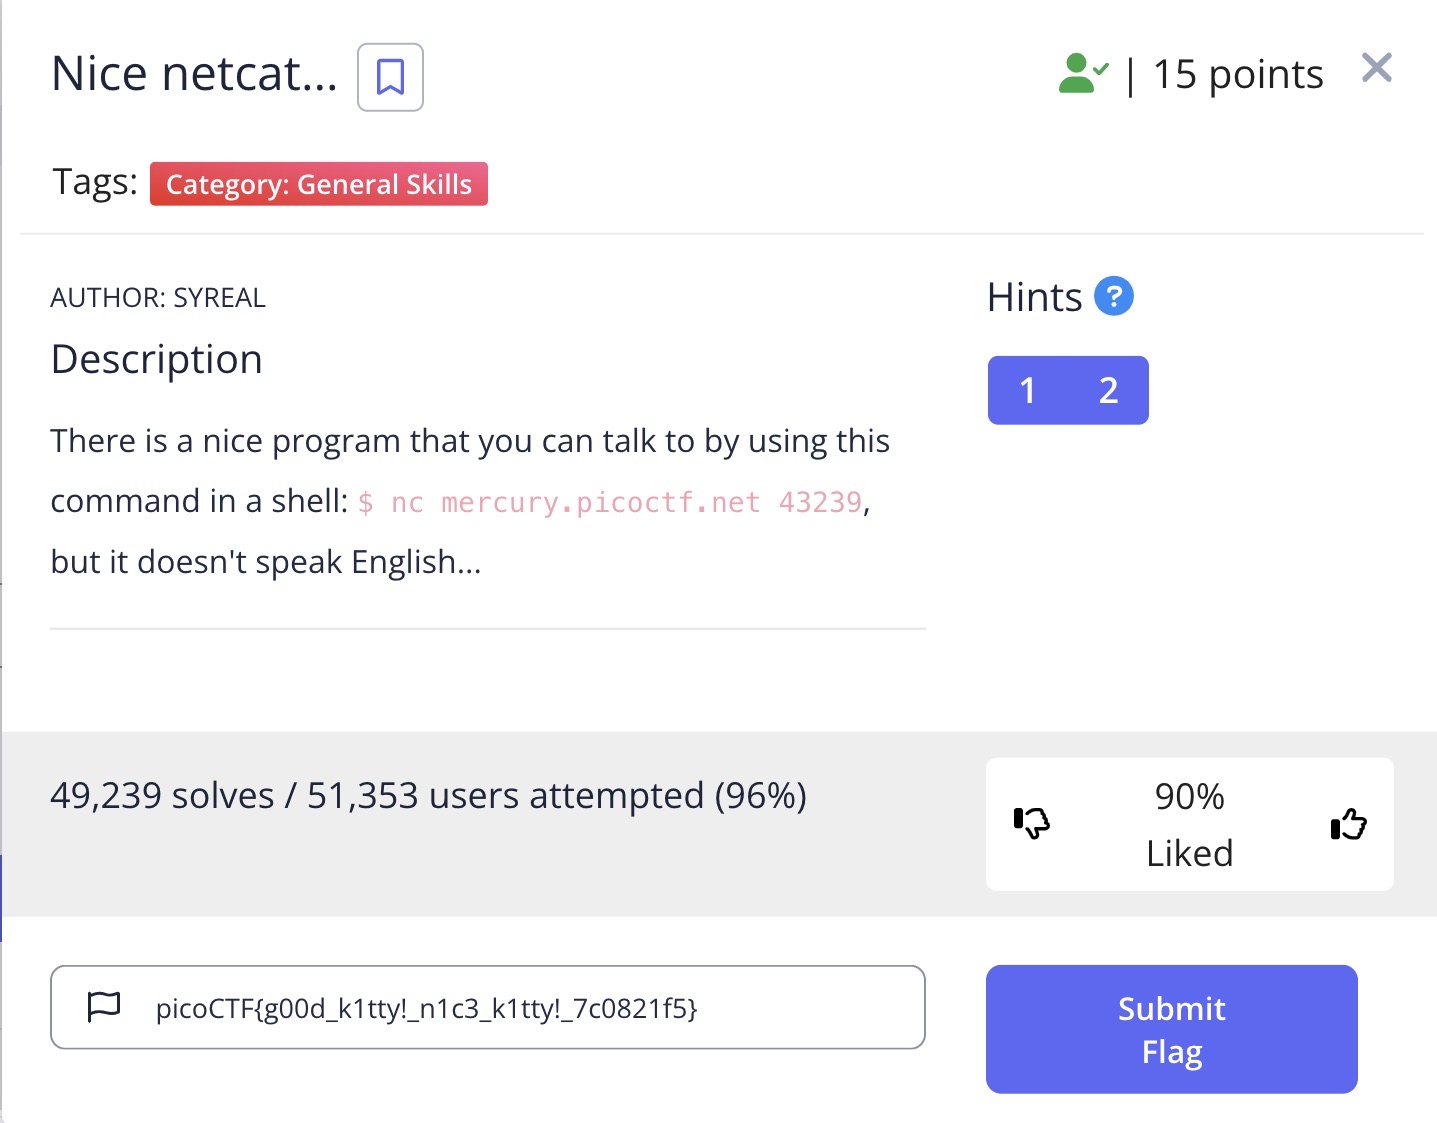 Nice netcat...
| 15 points
Tags: Category: General Skills
AUTHOR: SYREAL
Description
There is a nice program that you can talk to by using this
command in a shell: $ nc mercury.picoctf.net 43239,
but it doesn't speak English...
Hints ?
1 2
49,239 solves / 51,353 users attempted (96%)
90%
Liked
picoCTF{g00d_k1tty!_n1c3_k1tty!_7c0821f5}
Submit
Flag